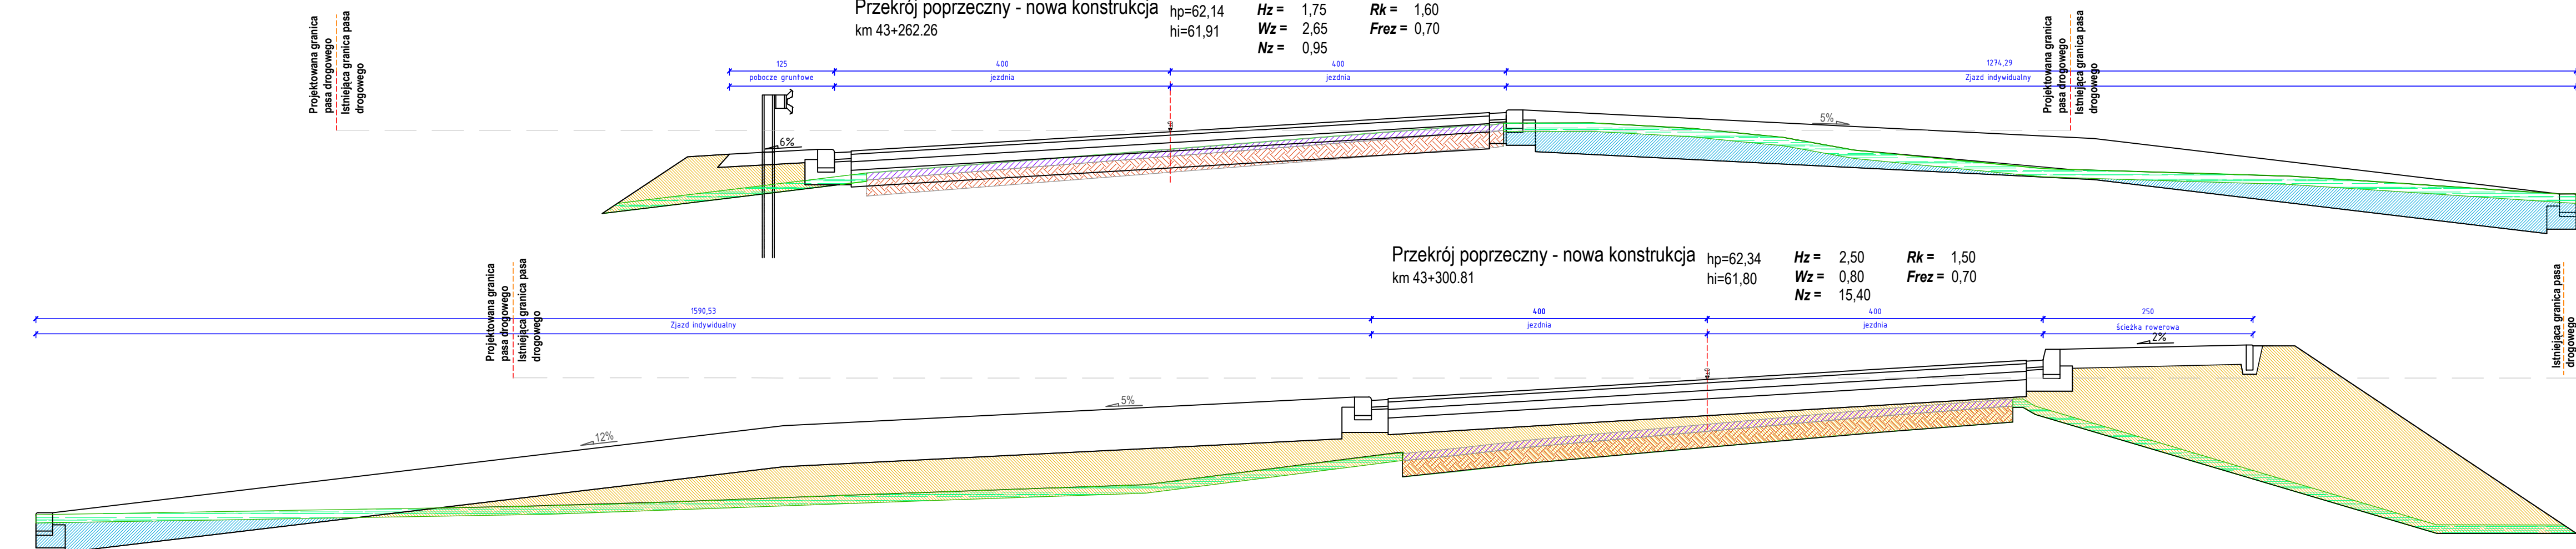 Przekrój poprzeczny - nowa konstrukcja
km 43+262.26
hp=62,14
hi=61,91
Hz = 1,75
Wz = 2,65
Nz = 0,95
Rk = 1,60
Frez = 0,70
Projektowana granica
pasa drogowego
Istniejąca granica pasa
drogowego
125
pobocze gruntowe
400
jezdnia
400
jezdnia
1274,29
Zjazd indywidualny
Projektowana granica
pasa drogowego
Istniejąca granica pasa
drogowego
6%
5%
Przekrój poprzeczny - nowa konstrukcja
km 43+300.81
hp=62,34
hi=61,80
Hz = 2,50
Wz = 0,80
Nz = 15,40
Rk = 1,50
Frez = 0,70
Projektowana granica
pasa drogowego
Istniejąca granica pasa
drogowego
1590,53
Zjazd indywidualny
400
jezdnia
400
jezdnia
250
ścieżka rowerowa
Istniejąca granica pasa
drogowego
2%
5%
12%